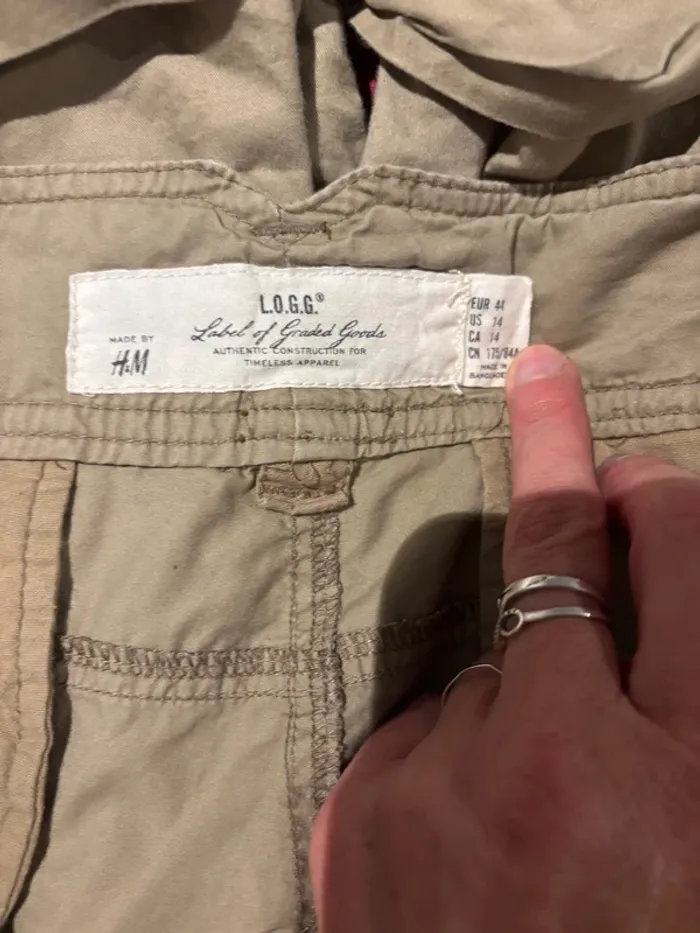 L.O.G.G.®
Label of Graded Goods
MADE BY
H&M
AUTHENTIC CONSTRUCTION FOR
TIMELESS APPAREL
EUR 44
US 14
CA 14
CN 175/84A
MADE IN